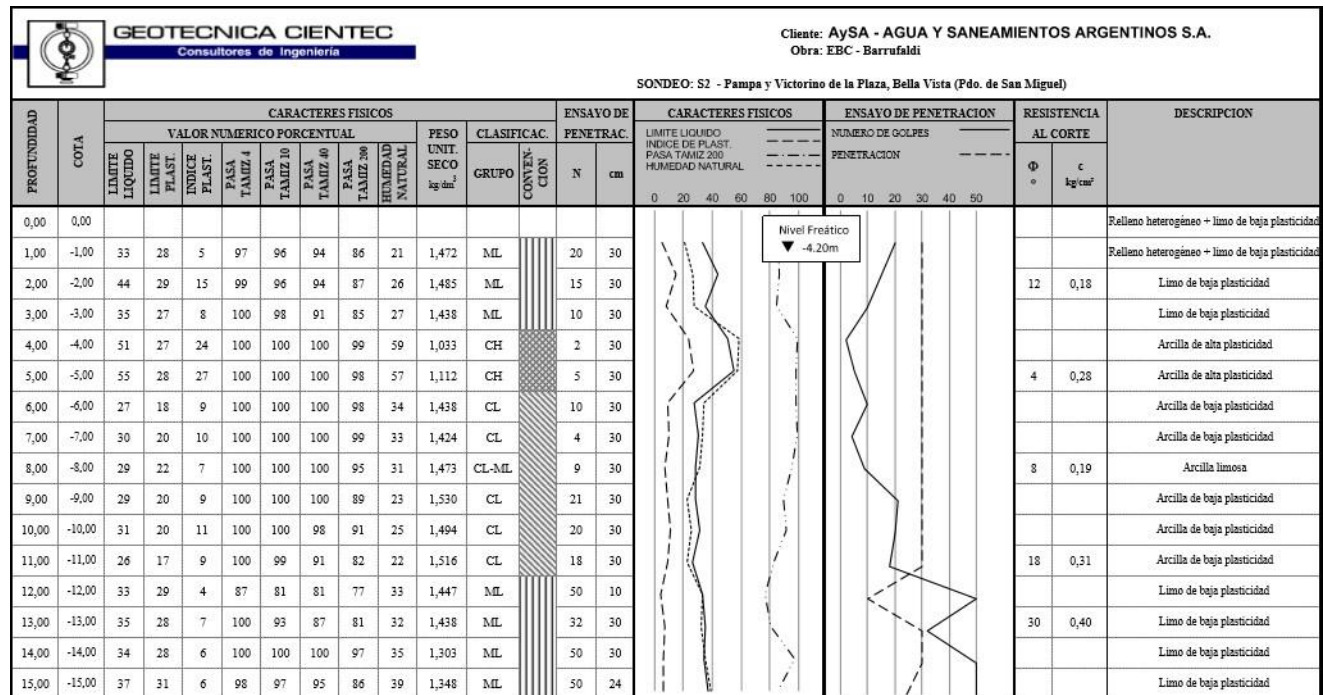 GEOTECNICA CIENTEC
Consultores de Ingeniería
Cliente: AySA - AGUA Y SANEAMIENTOS ARGENTINOS S.A.
Obra: EBC - Barrufaldi
SONDEO: S2 - Pampa y Victorino de la Plaza, Bella Vista (Pdo. de San Miguel)
PROFUNDIDAD
COTA
CARACTERES FISICOS
VALOR NUMERICO PORCENTUAL
LIMITE LIQUIDO
LIMITE PLAST.
INDICE PLAST.
PASA TAMIZ 4
PASA TAMIZ 10
PASA TAMIZ 40
PASA TAMIZ 200
HUMEDAD NATURAL
PESO UNIT. SECO kg/dm³
CLASIFICAC.
GRUPO
CONVEN-CION
ENSAYO DE PENETRAC.
N
cm
CARACTERES FISICOS
LIMITE LIQUIDO
INDICE DE PLAST.
PASA TAMIZ 200
HUMEDAD NATURAL
0 20 40 60 80 100
ENSAYO DE PENETRACION
NUMERO DE GOLPES
PENETRACION
0 10 20 30 40 50
RESISTENCIA AL CORTE
Φ °
c kg/cm²
DESCRIPCION
Nivel Freático
▼ -4.20m
0,00 0,00 Relleno heterogéneo + limo de baja plasticidad
1,00 -1,00 33 28 5 97 96 94 86 21 1,472 ML 20 30 Relleno heterogéneo + limo de baja plasticidad
2,00 -2,00 44 29 15 99 96 94 87 26 1,485 ML 15 30 12 0,18 Limo de baja plasticidad
3,00 -3,00 35 27 8 100 98 91 85 27 1,438 ML 10 30 Limo de baja plasticidad
4,00 -4,00 51 27 24 100 100 100 99 59 1,033 CH 2 30 Arcilla de alta plasticidad
5,00 -5,00 55 28 27 100 100 100 98 57 1,112 CH 5 30 4 0,28 Arcilla de alta plasticidad
6,00 -6,00 27 18 9 100 100 100 98 34 1,438 CL 10 30 Arcilla de baja plasticidad
7,00 -7,00 30 20 10 100 100 100 99 33 1,424 CL 4 30 Arcilla de baja plasticidad
8,00 -8,00 29 22 7 100 100 100 95 31 1,473 CL-ML 9 30 8 0,19 Arcilla limosa
9,00 -9,00 29 20 9 100 100 100 89 23 1,530 CL 21 30 Arcilla de baja plasticidad
10,00 -10,00 31 20 11 100 100 98 91 25 1,494 CL 20 30 Arcilla de baja plasticidad
11,00 -11,00 26 17 9 100 99 91 82 22 1,516 CL 18 30 18 0,31 Arcilla de baja plasticidad
12,00 -12,00 33 29 4 87 81 81 77 33 1,447 ML 50 10 Limo de baja plasticidad
13,00 -13,00 35 28 7 100 93 87 81 32 1,438 ML 32 30 30 0,40 Limo de baja plasticidad
14,00 -14,00 34 28 6 100 100 100 97 35 1,303 ML 50 30 Limo de baja plasticidad
15,00 -15,00 37 31 6 98 97 95 86 39 1,348 ML 50 24 Limo de baja plasticidad